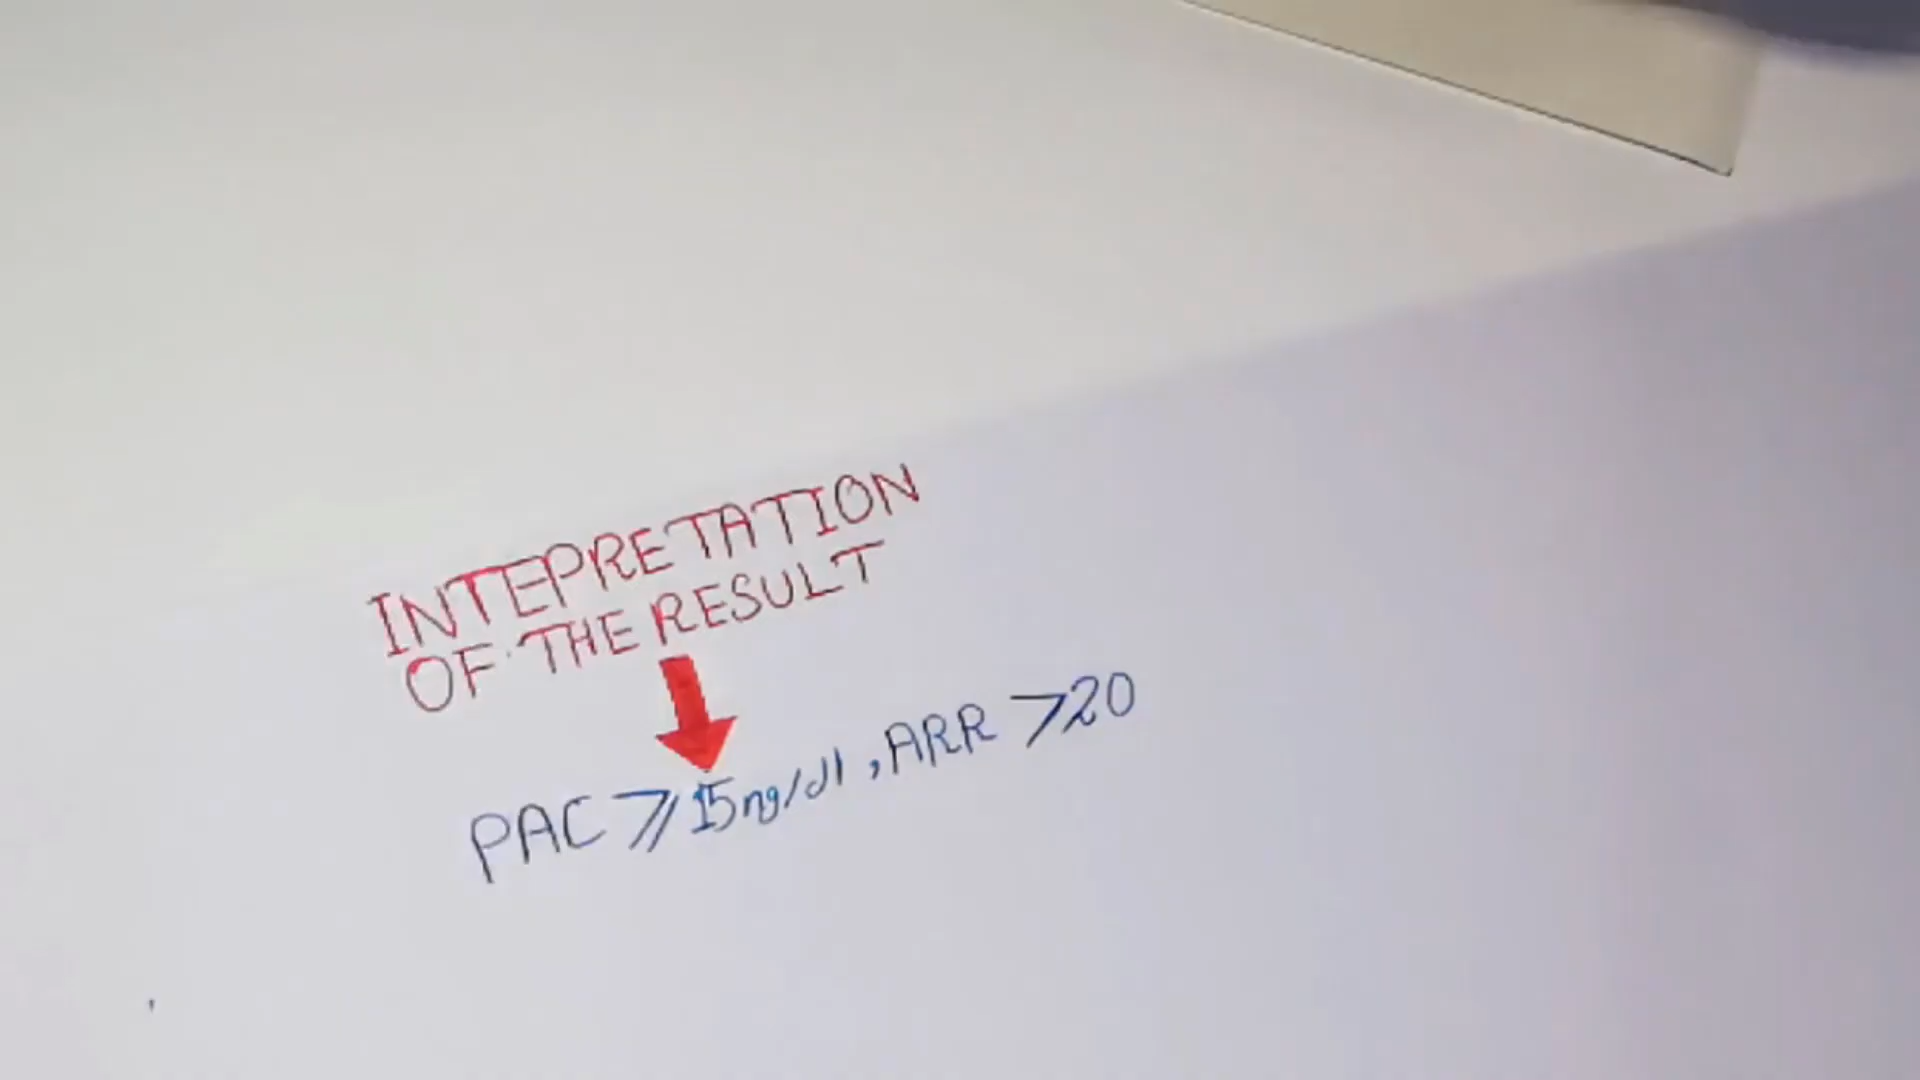 INTEPRETATION
OF THE RESULT
PAC ⩾ 15ng/dl, ARR >20